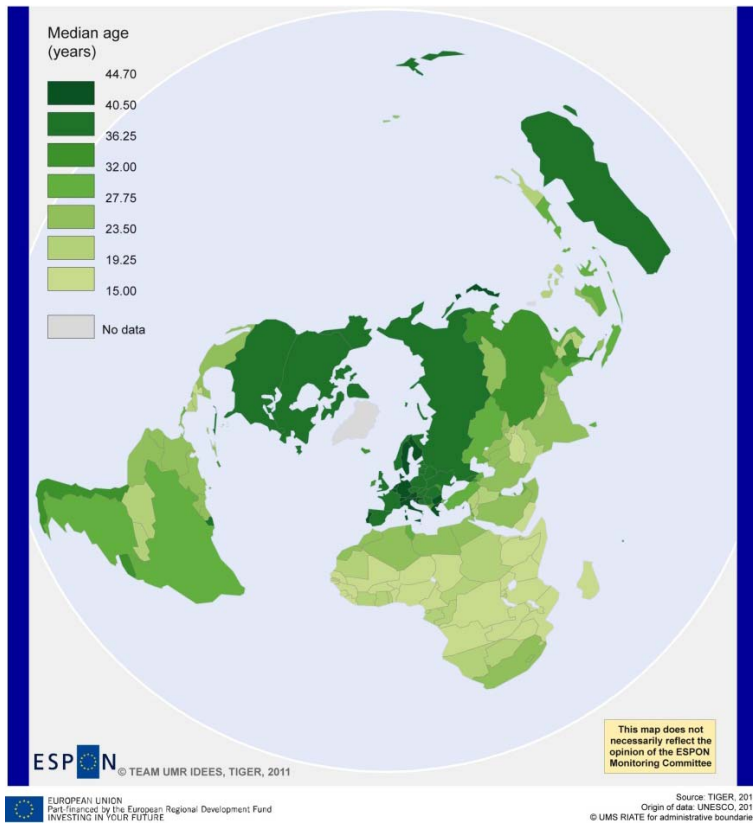 Median age
(years)
44.70
40.50
36.25
32.00
27.75
23.50
19.25
15.00
No data
This map does not
necessarily reflect the
opinion of the ESPON
Monitoring Committee
ESPON
© TEAM UMR IDEES, TIGER, 2011
EUROPEAN UNION
Part-financed by the European Regional Development Fund
INVESTING IN YOUR FUTURE
Source: TIGER, 201
Origin of data: UNESCO, 201
© UMS RIATE for administrative boundarie